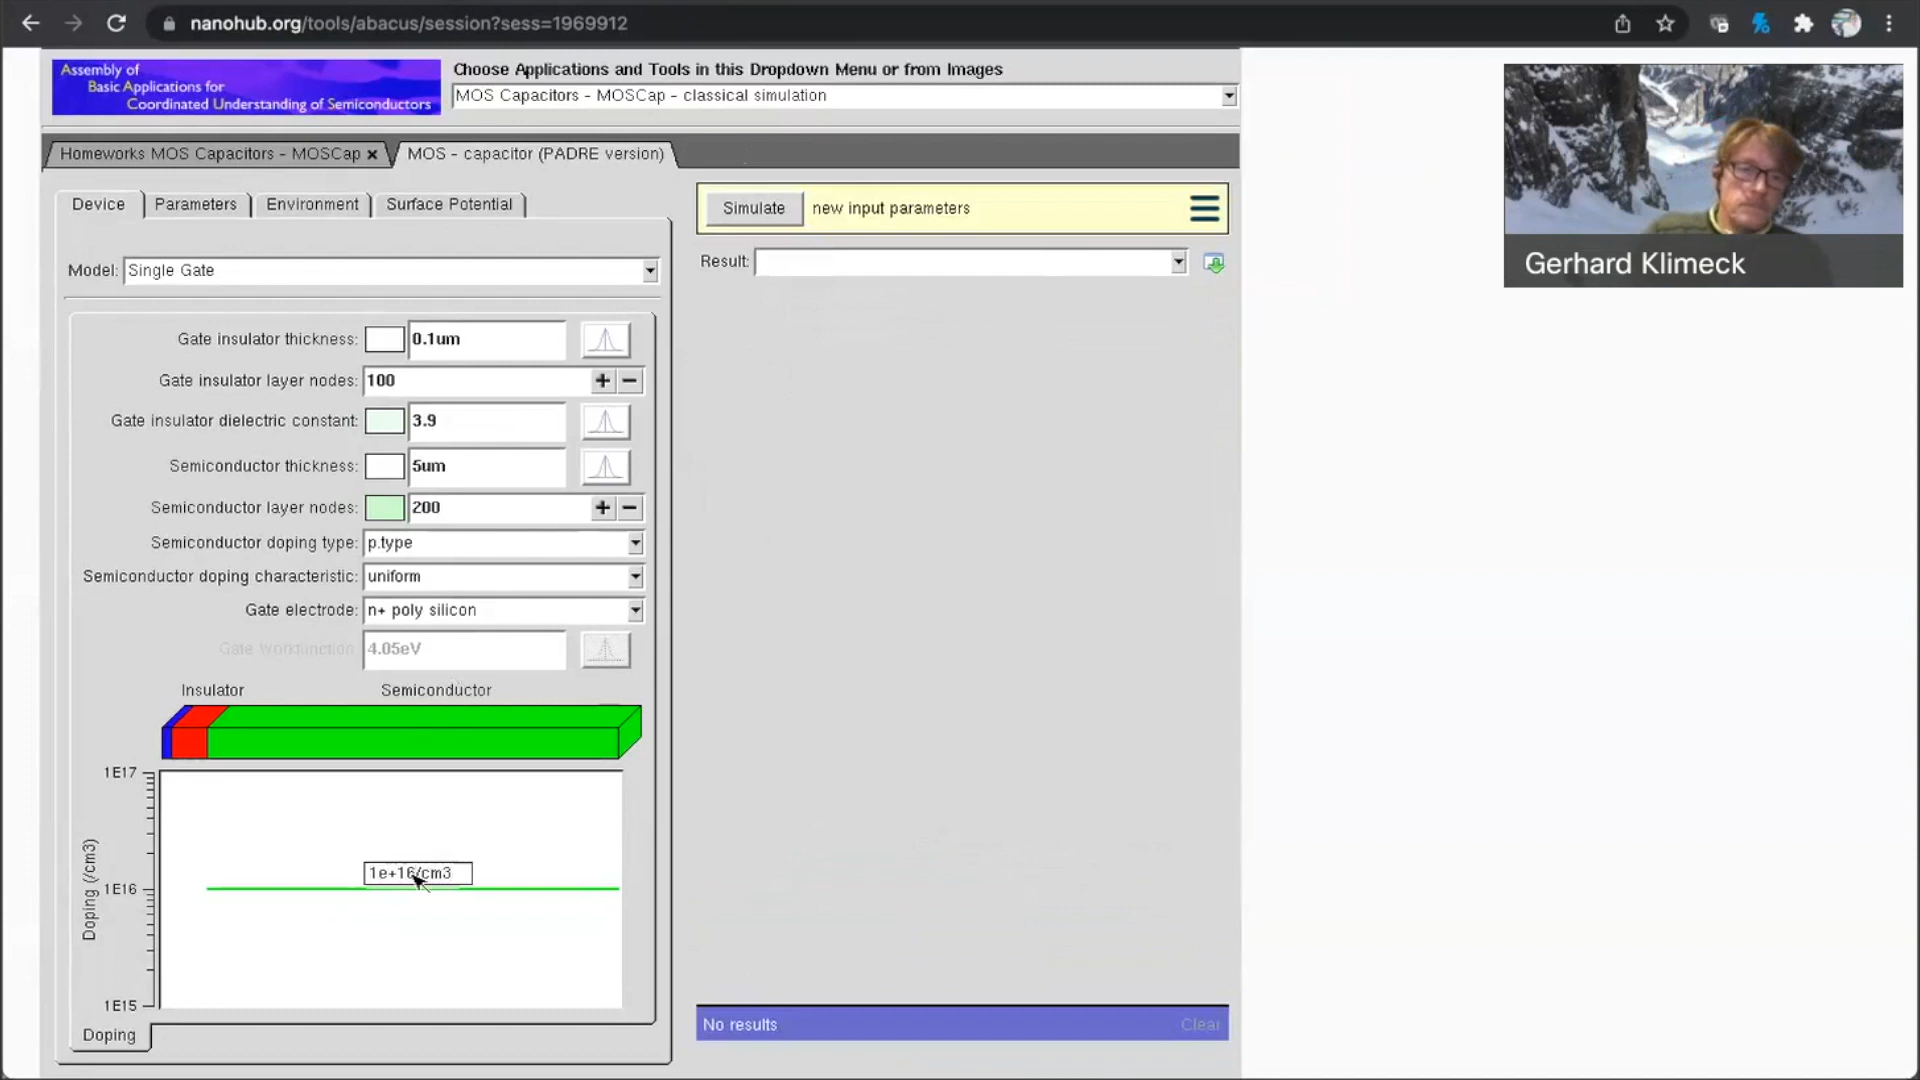 nanohub.org/tools/abacus/session?sess=1969912
Assembly of
Basic Applications for
Coordinated Understanding of Semiconductors
Choose Applications and Tools in this Dropdown Menu or from Images
MOS Capacitors - MOSCap - classical simulation
Homeworks MOS Capacitors - MOSCap
MOS - capacitor (PADRE version)
Device
Parameters
Environment
Surface Potential
Simulate
new input parameters
Model:
Single Gate
Result:
Gate insulator thickness:
0.1um
Gate insulator layer nodes:
100
Gate insulator dielectric constant:
3.9
Semiconductor thickness:
5um
Semiconductor layer nodes:
200
Semiconductor doping type:
p.type
Semiconductor doping characteristic:
uniform
Gate electrode:
n+ poly silicon
Gate Workfunction:
4.05eV
Insulator
Semiconductor
1E17
1e+16/cm3
1E16
1E15
Doping (/cm3)
Doping
No results
Clear
Gerhard Klimeck